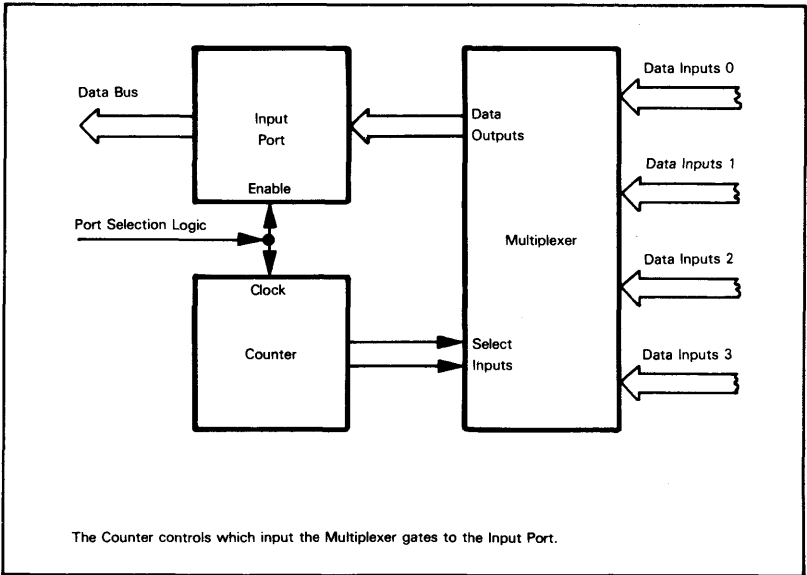 Data Bus
Input
Port
Enable
Port Selection Logic
Clock
Counter
Data
Outputs
Multiplexer
Select
Inputs
Data Inputs 0
Data Inputs 1
Data Inputs 2
Data Inputs 3
The Counter controls which input the Multiplexer gates to the Input Port.